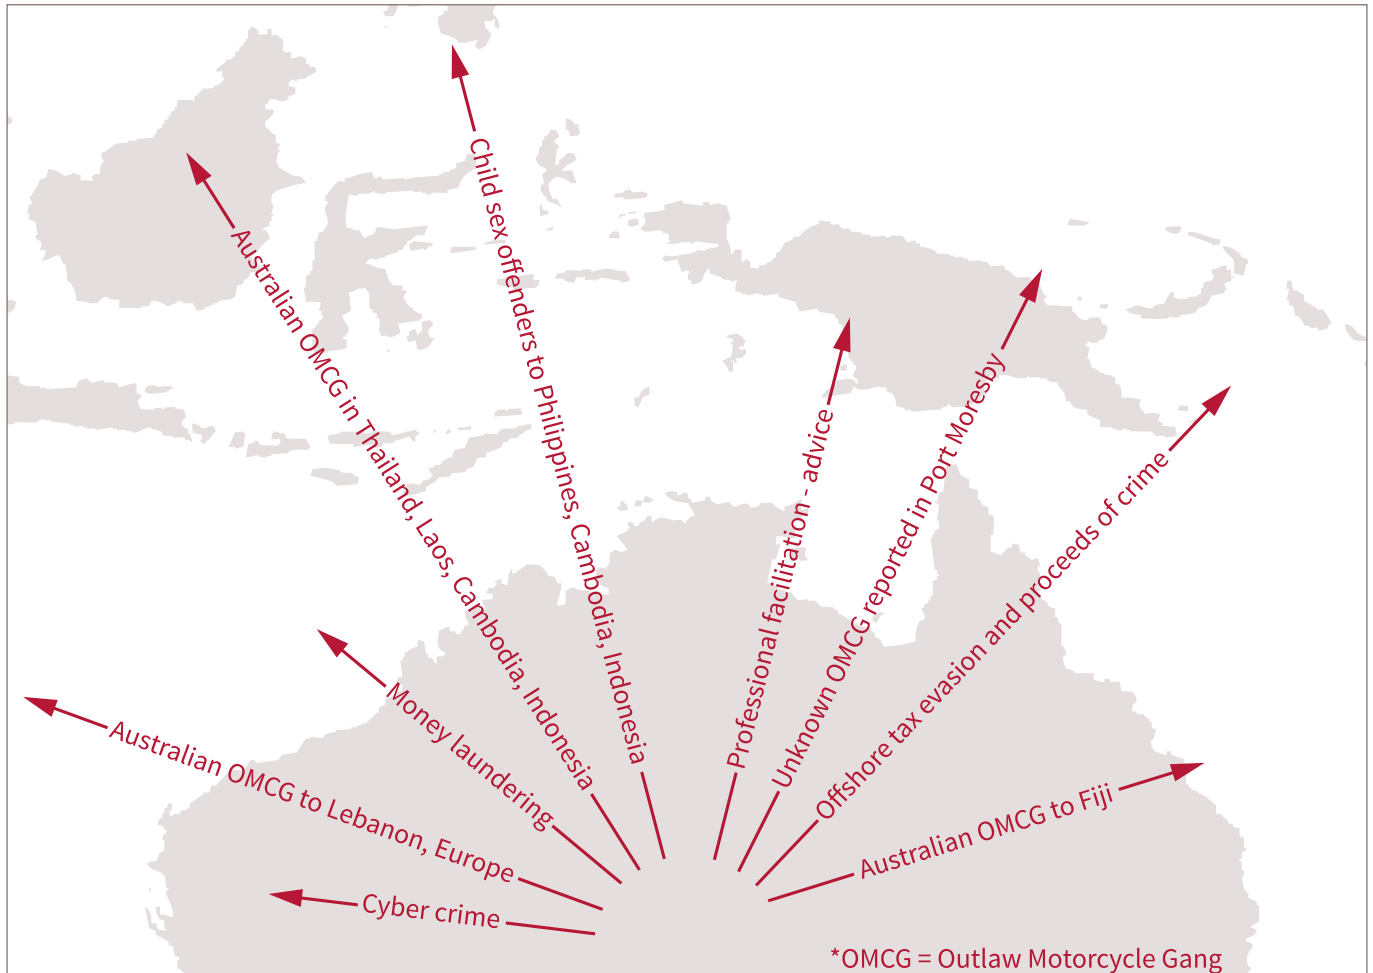 Child sex offenders to Philippines, Cambodia, Indonesia
Australian OMCG in Thailand, Laos, Cambodia, Indonesia
Professional facilitation - advice
Unknown OMCG reported in Port Moresby
Offshore tax evasion and proceeds of crime
Money laundering
Australian OMCG to Lebanon, Europe
Australian OMCG to Fiji
Cyber crime
*OMCG = Outlaw Motorcycle Gang